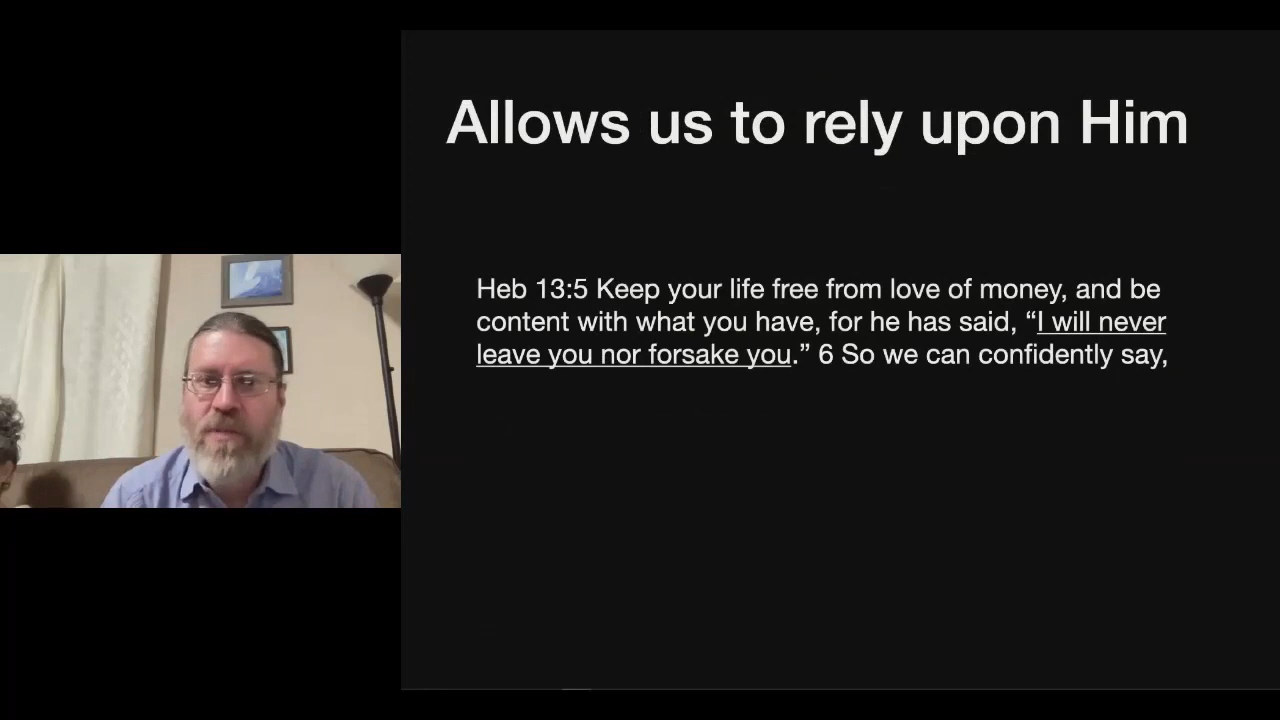 Allows us to rely upon Him
Heb 13:5 Keep your life free from love of money, and be
content with what you have, for he has said, “I will never
leave you nor forsake you.” 6 So we can confidently say,